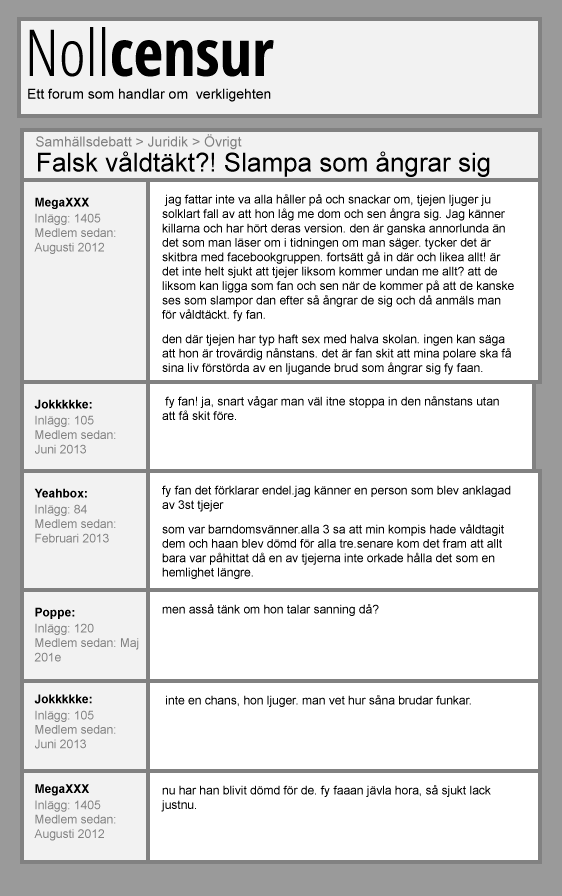 Nollcensur
Ett forum som handlar om verkligehten
Samhällsdebatt > Juridik > Övrigt
Falsk våldtäkt?! Slampa som ångrar sig
MegaXXX
Inlägg: 1405
Medlem sedan:
Augusti 2012
jag fattar inte va alla håller på och snackar om, tjejen ljuger ju
solklart fall av att hon låg me dom och sen ångra sig. Jag känner
killarna och har hört deras version. den är ganska annorlunda än
det som man läser om i tidningen om man säger. tycker det är
skitbra med facebookgruppen. fortsätt gå in där och likea allt! är
det inte helt sjukt att tjejer liksom kommer undan me allt? att de
liksom kan ligga som fan och sen när de kommer på att de kanske
ses som slampor dan efter så ångrar de sig och då anmäls man
för våldtäckt. fy fan.
den där tjejen har typ haft sex med halva skolan. ingen kan säga
att hon är trovärdig nånstans. det är fan skit att mina polare ska få
sina liv förstörda av en ljugande brud som ångrar sig fy faan.
Jokkkkke:
Inlägg: 105
Medlem sedan:
Juni 2013
fy fan! ja, snart vågar man väl itne stoppa in den nånstans utan
att få skit före.
Yeahbox:
Inlägg: 84
Medlem sedan:
Februari 2013
fy fan det förklarar endel.jag känner en person som blev anklagad
av 3st tjejer
som var barndomsvänner.alla 3 sa att min kompis hade våldtagit
dem och haan blev dömd för alla tre.senare kom det fram att allt
bara var påhittat då en av tjejerna inte orkade hålla det som en
hemlighet längre.
Poppe:
Inlägg: 120
Medlem sedan: Maj
201e
men asså tänk om hon talar sanning då?
Jokkkkke:
Inlägg: 105
Medlem sedan:
Juni 2013
inte en chans, hon ljuger. man vet hur såna brudar funkar.
MegaXXX
Inlägg: 1405
Medlem sedan:
Augusti 2012
nu har han blivit dömd för de. fy faaan jävla hora, så sjukt lack
justnu.